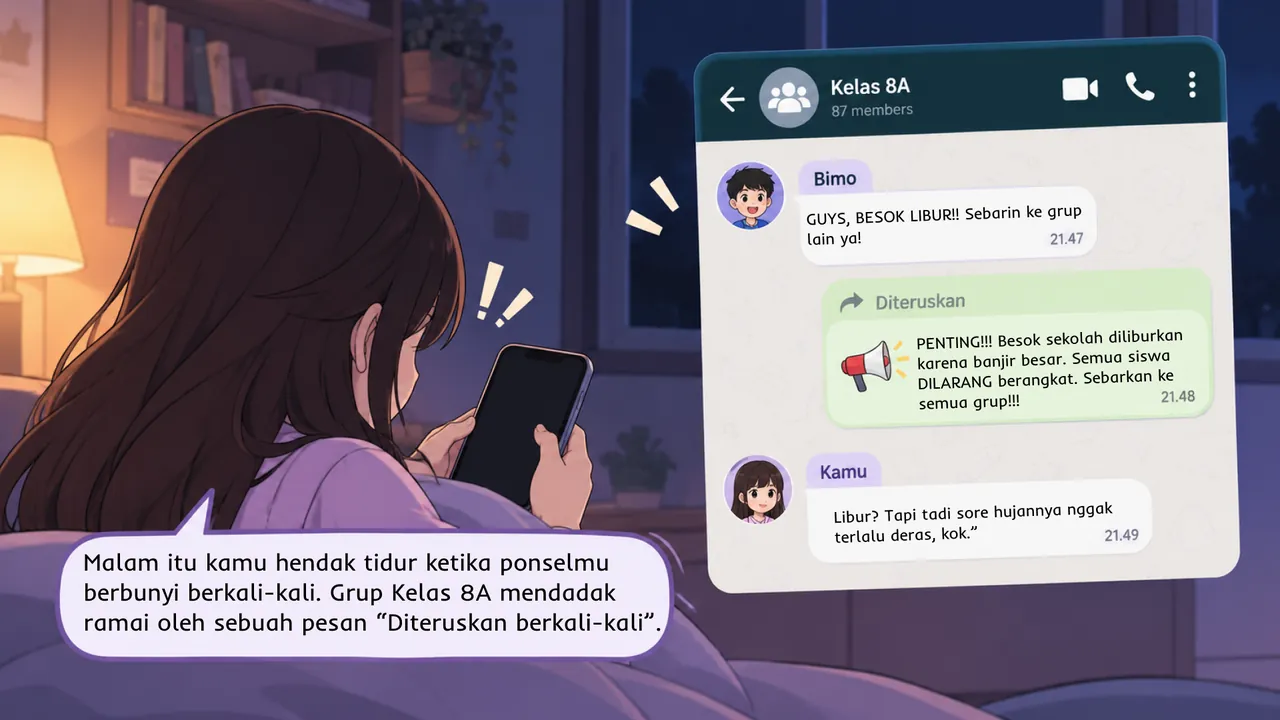 Kelas 8A
87 members
Bimo
GUYS, BESOK LIBUR!! Sebarin ke grup
lain ya!
21.47
Diteruskan
PENTING!!! Besok sekolah diliburkan
karena banjir besar. Semua siswa
DILARANG berangkat. Sebarkan ke
semua grup!!!
21.48
Kamu
Libur? Tapi tadi sore hujannya nggak
terlalu deras, kok.”
21.49
Malam itu kamu hendak tidur ketika ponselmu
berbunyi berkali-kali. Grup Kelas 8A mendadak
ramai oleh sebuah pesan “Diteruskan berkali-kali”.